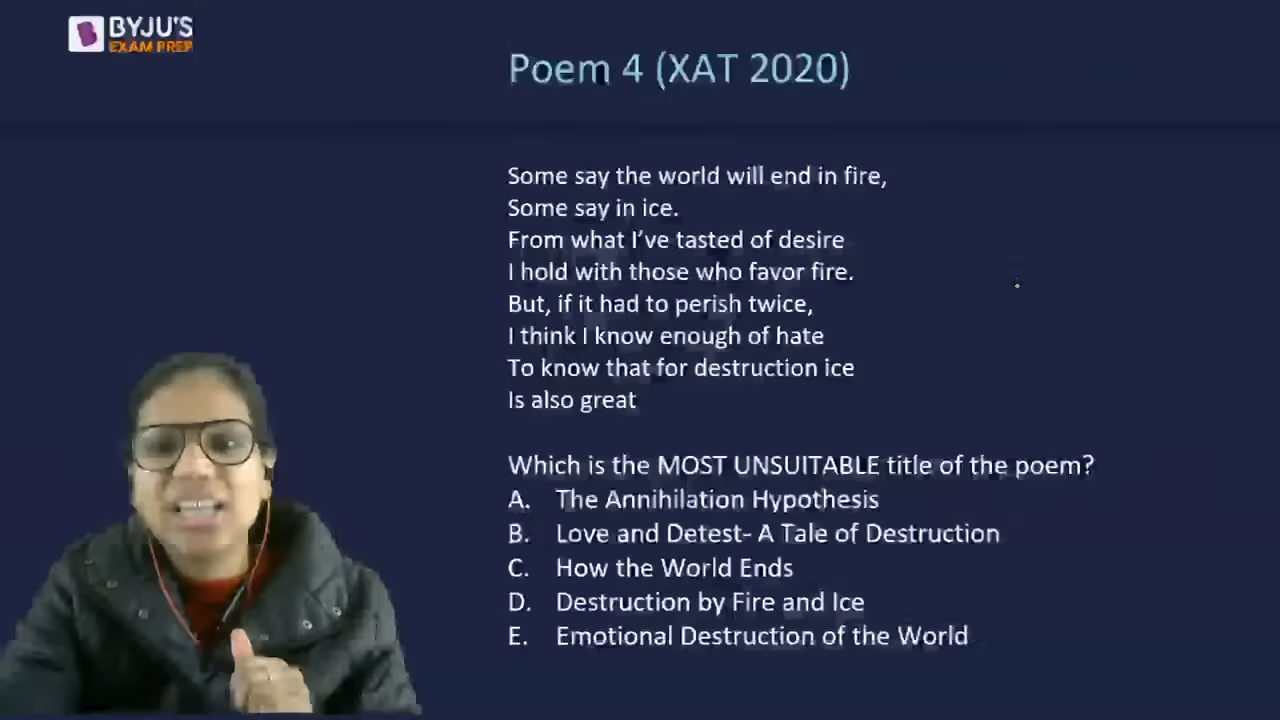 BYJU'S
EXAM PREP
Poem 4 (XAT 2020)
Some say the world will end in fire,
Some say in ice.
From what I've tasted of desire
I hold with those who favor fire.
But, if it had to perish twice,
I think I know enough of hate
To know that for destruction ice
Is also great
Which is the MOST UNSUITABLE title of the poem?
A. The Annihilation Hypothesis
B. Love and Detest- A Tale of Destruction
C. How the World Ends
D. Destruction by Fire and Ice
E. Emotional Destruction of the World